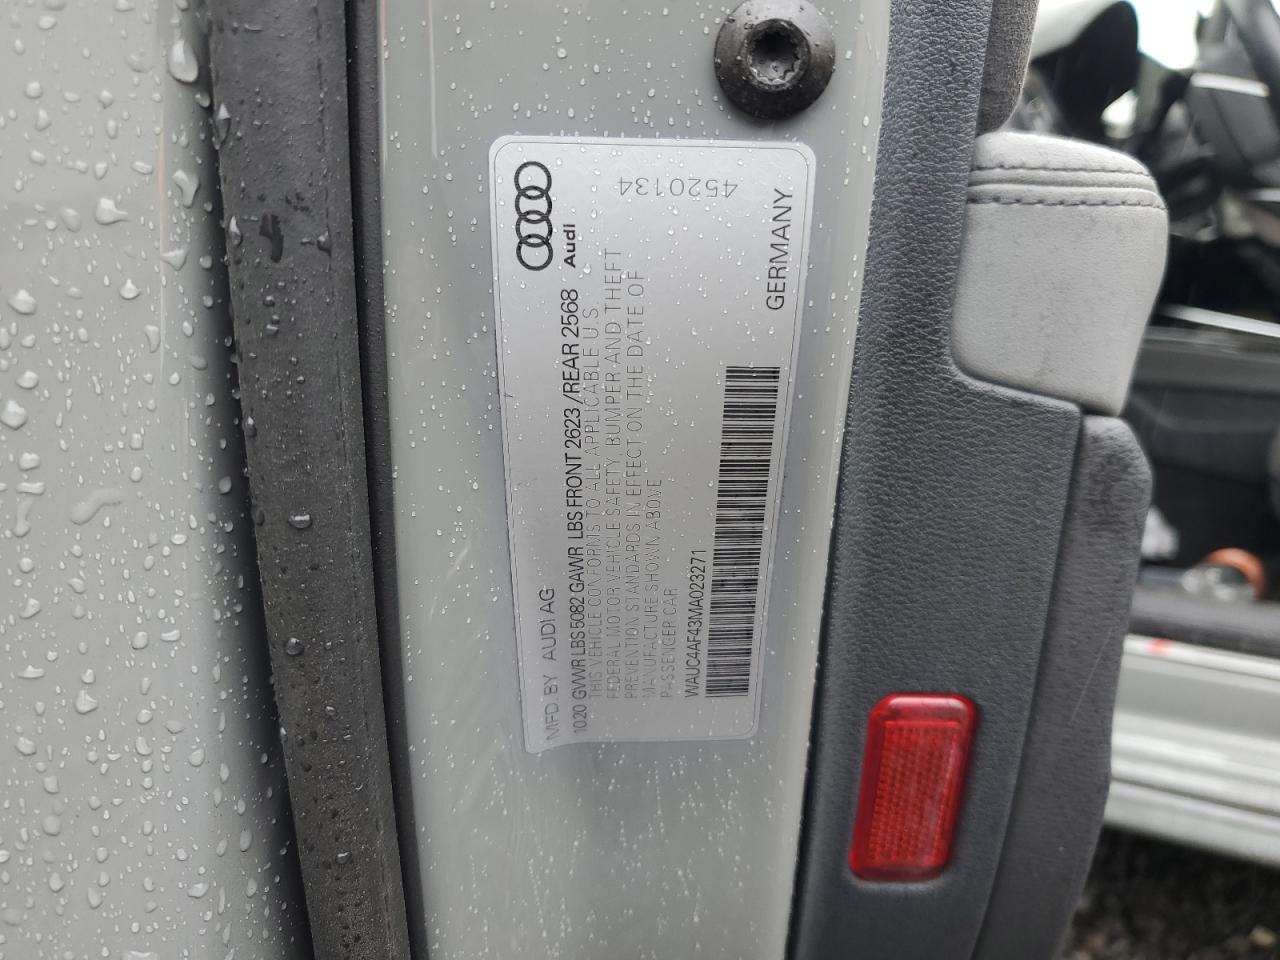 Audi
4520134
MFD. BY AUDI AG
1020 GVWR LBS 5082 GAWR LBS FRONT 2623 /REAR 2568
THIS VEHICLE CONFORMS TO ALL APPLICABLE U.S.
FEDERAL MOTOR VEHICLE SAFETY, BUMPER AND THEFT
PREVENTION STANDARDS IN EFFECT ON THE DATE OF
MANUFACTURE SHOWN ABOVE
PASSENGER CAR
WAUC4AF43MA023271
GERMANY